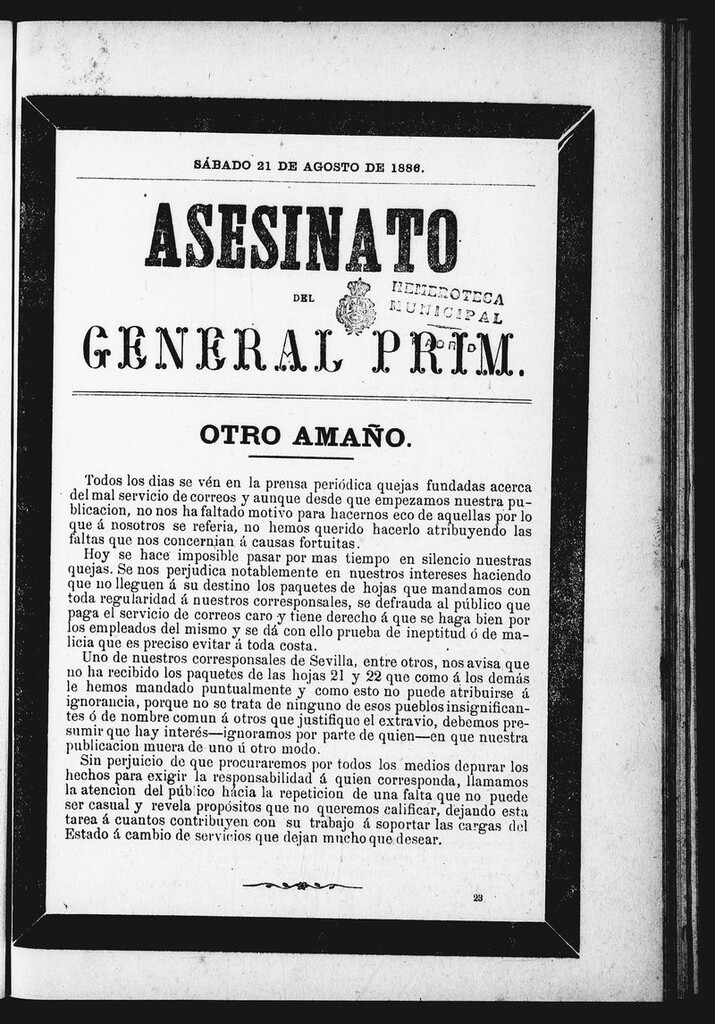 SÁBADO 21 DE AGOSTO DE 1886.
ASESINATO
DEL
HEMEROTECA
MUNICIPAL
MADRID
GENERAL PRIM.
OTRO AMAÑO.
Todos los dias se vén en la prensa periódica quejas fundadas acerca
del mal servicio de correos y aunque desde que empezamos nuestra pu-
blicacion, no nos ha faltado motivo para hacernos eco de aquellas por lo
que á nosotros se referia, no hemos querido hacerlo atribuyendo las
faltas que nos concernian á causas fortuitas.
Hoy se hace imposible pasar por mas tiempo en silencio nuestras
quejas. Se nos perjudica notablemente en nuestros intereses haciendo
que no lleguen á su destino los paquetes de hojas que mandamos con
toda regularidad á nuestros corresponsales, se defrauda al público que
paga el servicio de correos caro y tiene derecho á que se haga bien por
los empleados del mismo y se dá con ello prueba de ineptitud ó de ma-
licia que es preciso evitar á toda costa.
Uno de nuestros corresponsales de Sevilla, entre otros, nos avisa que
no ha recibido los paquetes de las hojas 21 y 22 que como á los demás
le hemos mandado puntualmente y como esto no puede atribuirse á
ignorancia, porque no se trata de ninguno de esos pueblos insignifican-
tes ó de nombre comun á otros que justifique el extravio, debemos pre-
sumir que hay interés—ignoramos por parte de quien—en que nuestra
publicacion muera de uno ú otro modo.
Sin perjuicio de que procuraremos por todos los medios depurar los
hechos para exigir la responsabilidad á quien corresponda, llamamos
la atencion del público hácia la repeticion de una falta que no puede
ser casual y revela propósitos que no queremos calificar, dejando esta
tarea á cuantos contribuyen con su trabajo á soportar las cargas del
Estado á cambio de servicios que dejan mucho que desear.
23